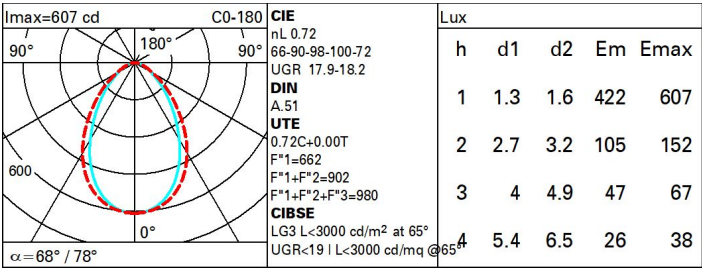 Imax=607 cd C0-180
90° 180° 90°
600
0°
α=68° / 78°
CIE
nL 0.72
66-90-98-100-72
UGR 17.9-18.2
DIN
A.51
UTE
0.72C+0.00T
F"1=662
F"1+F"2=902
F"1+F"2+F"3=980
CIBSE
LG3 L<3000 cd/m² at 65°
UGR<19 | L<3000 cd/mq @65°
Lux
h d1 d2 Em Emax
1 1.3 1.6 422 607
2 2.7 3.2 105 152
3 4 4.9 47 67
4 5.4 6.5 26 38